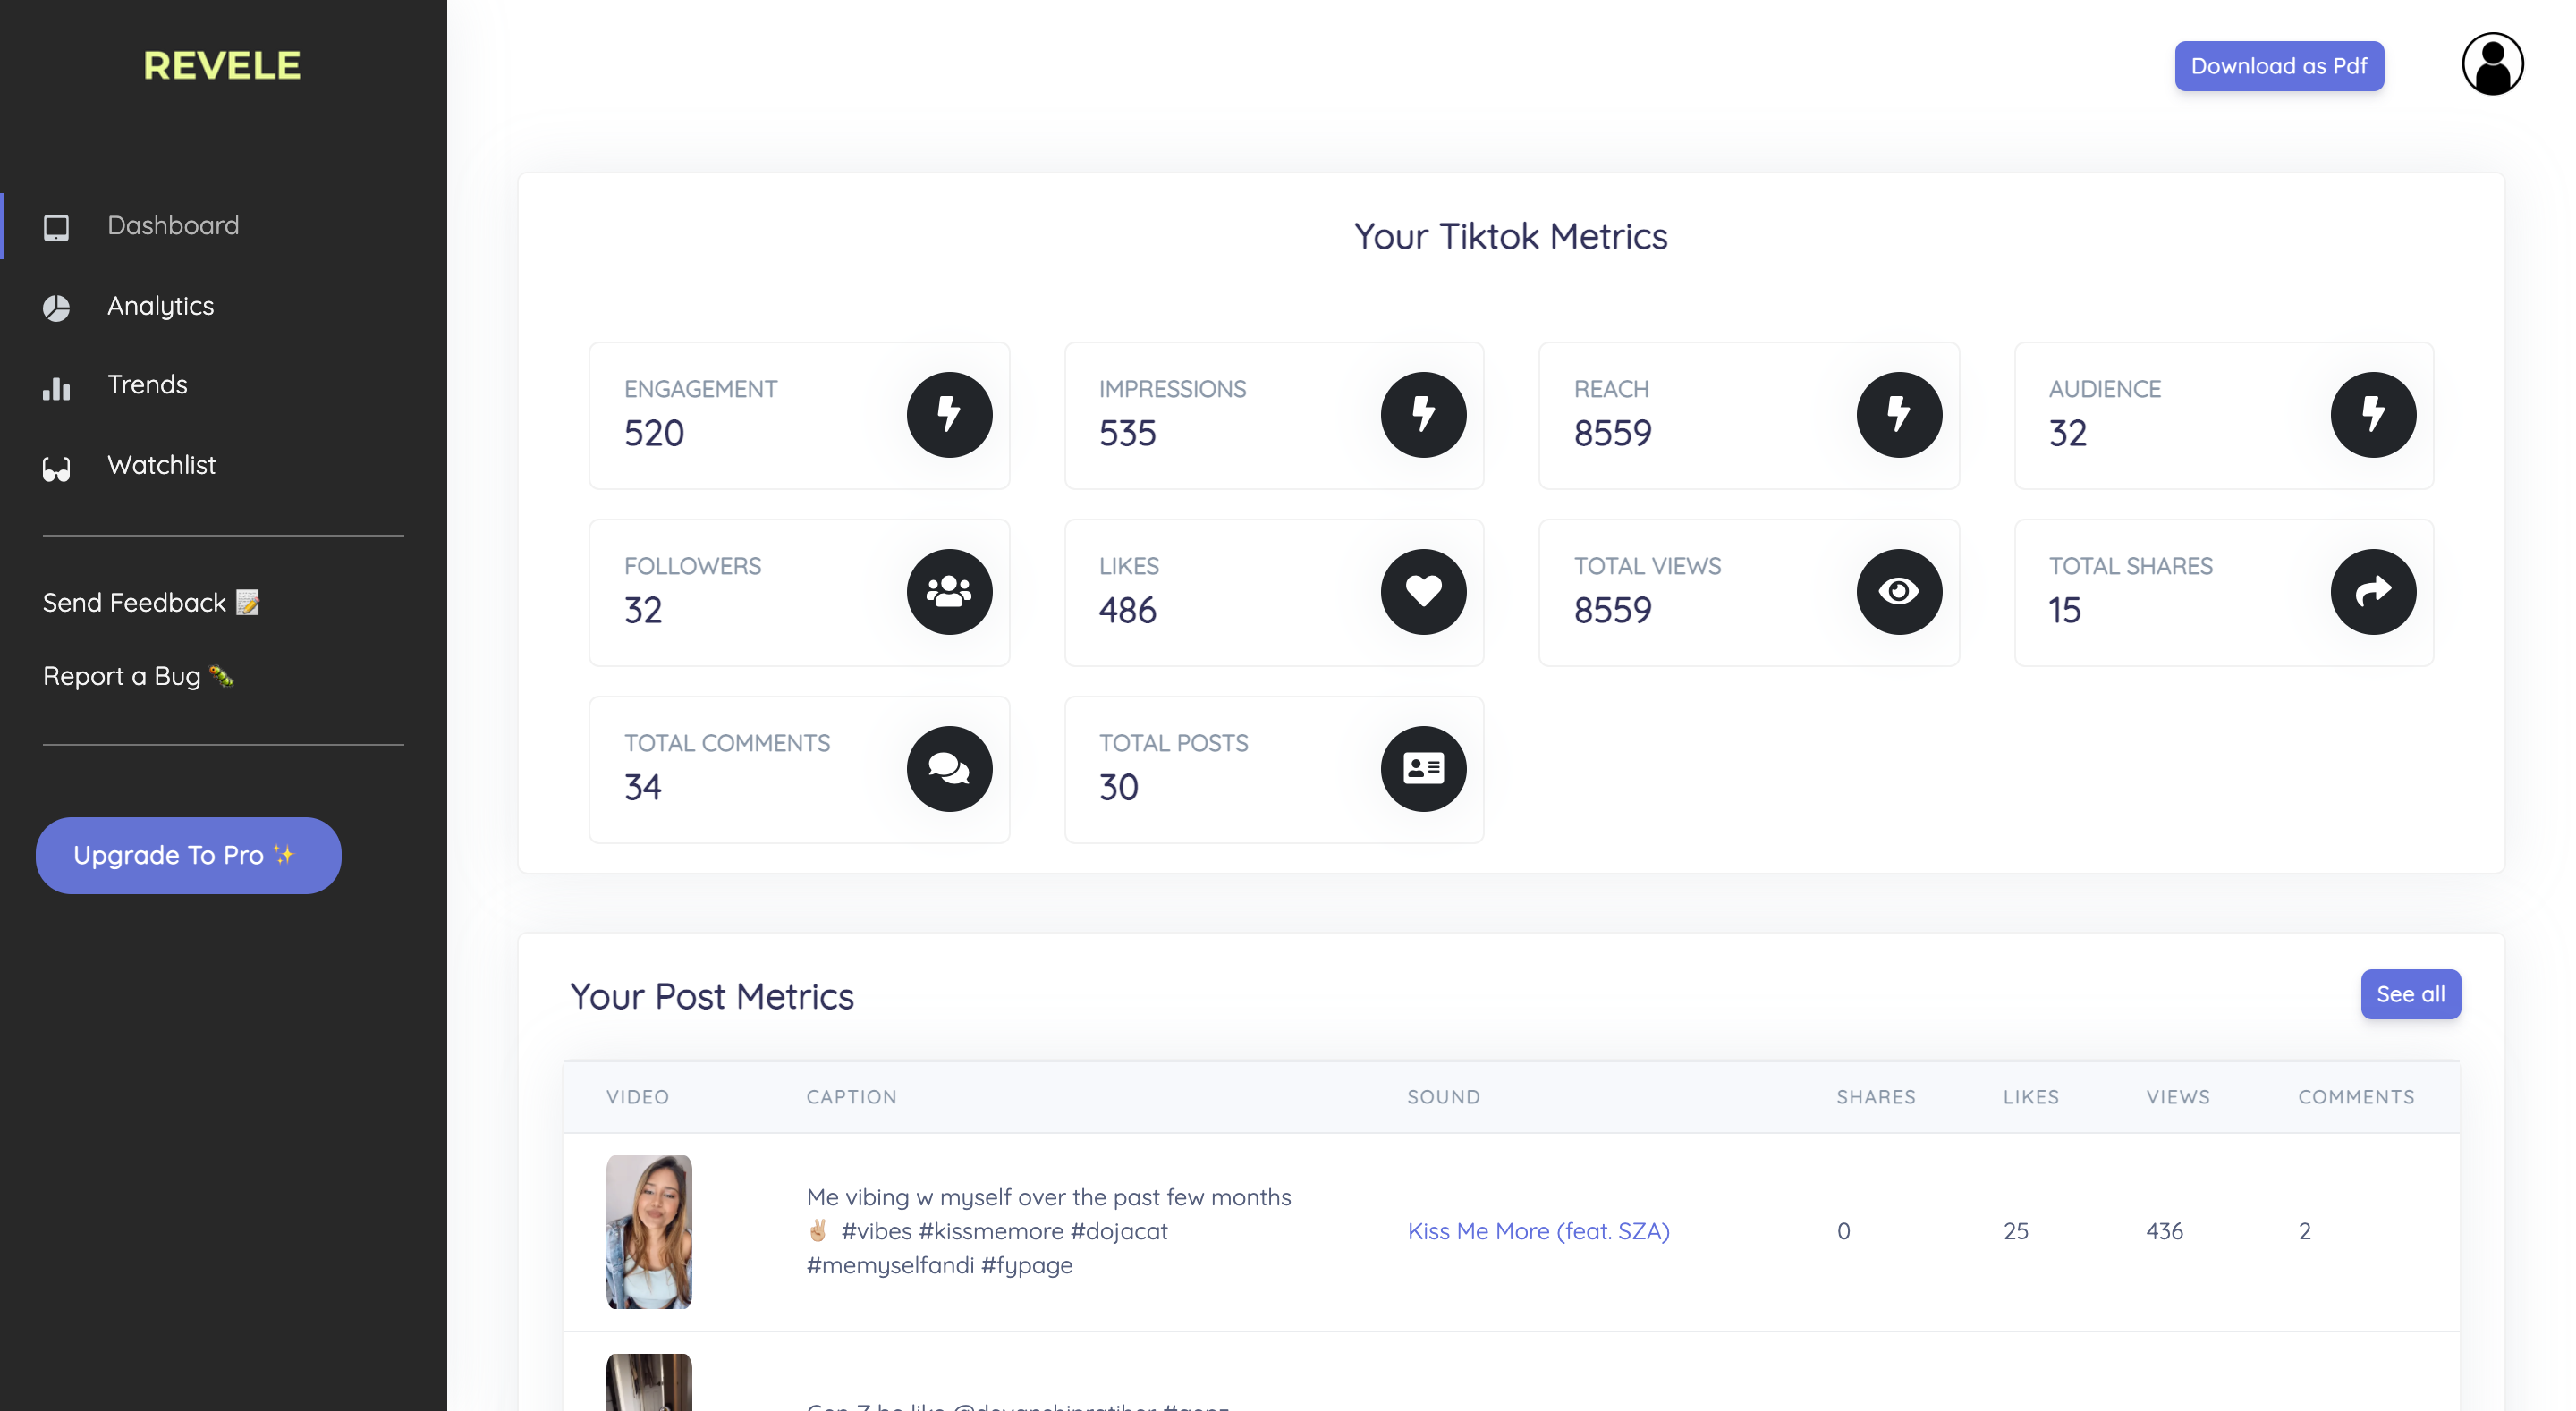 REVELE
Download as Pdf
Dashboard
Analytics
Trends
Watchlist
Send Feedback 📝
Report a Bug 🐛
Upgrade To Pro ✨
Your Tiktok Metrics
ENGAGEMENT
520
IMPRESSIONS
535
REACH
8559
AUDIENCE
32
FOLLOWERS
32
LIKES
486
TOTAL VIEWS
8559
TOTAL SHARES
15
TOTAL COMMENTS
34
TOTAL POSTS
30
Your Post Metrics
See all
VIDEO CAPTION SOUND SHARES LIKES VIEWS COMMENTS
Me vibing w myself over the past few months
✌🏼 #vibes #kissmemore #dojacat
#memyselfandi #fypage
Kiss Me More (feat. SZA)
0 25 436 2
Gen Z be like